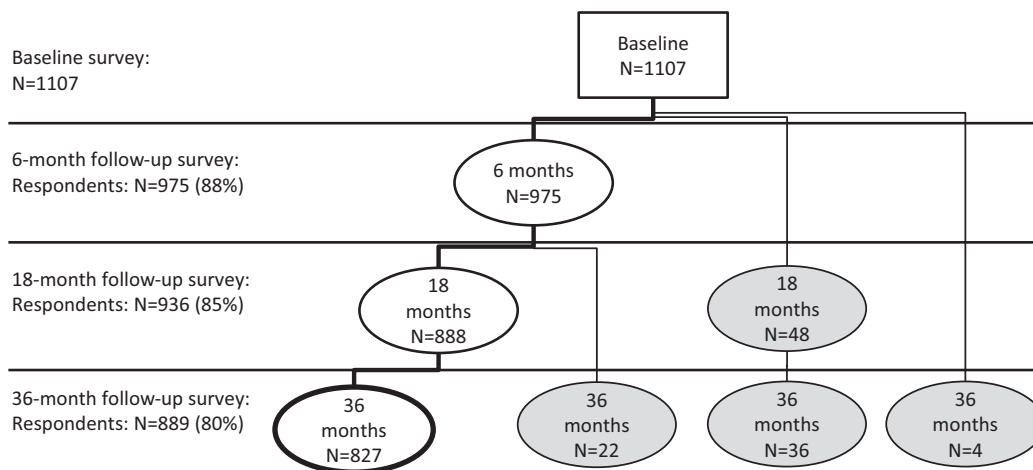 Baseline survey:
N=1107
Baseline
N=1107
6-month follow-up survey:
Respondents: N=975 (88%)
6 months
N=975
18-month follow-up survey:
Respondents: N=936 (85%)
18
months
N=888
18
months
N=48
36-month follow-up survey:
Respondents: N=889 (80%)
36
months
N=827
36
months
N=22
36
months
N=36
36
months
N=4